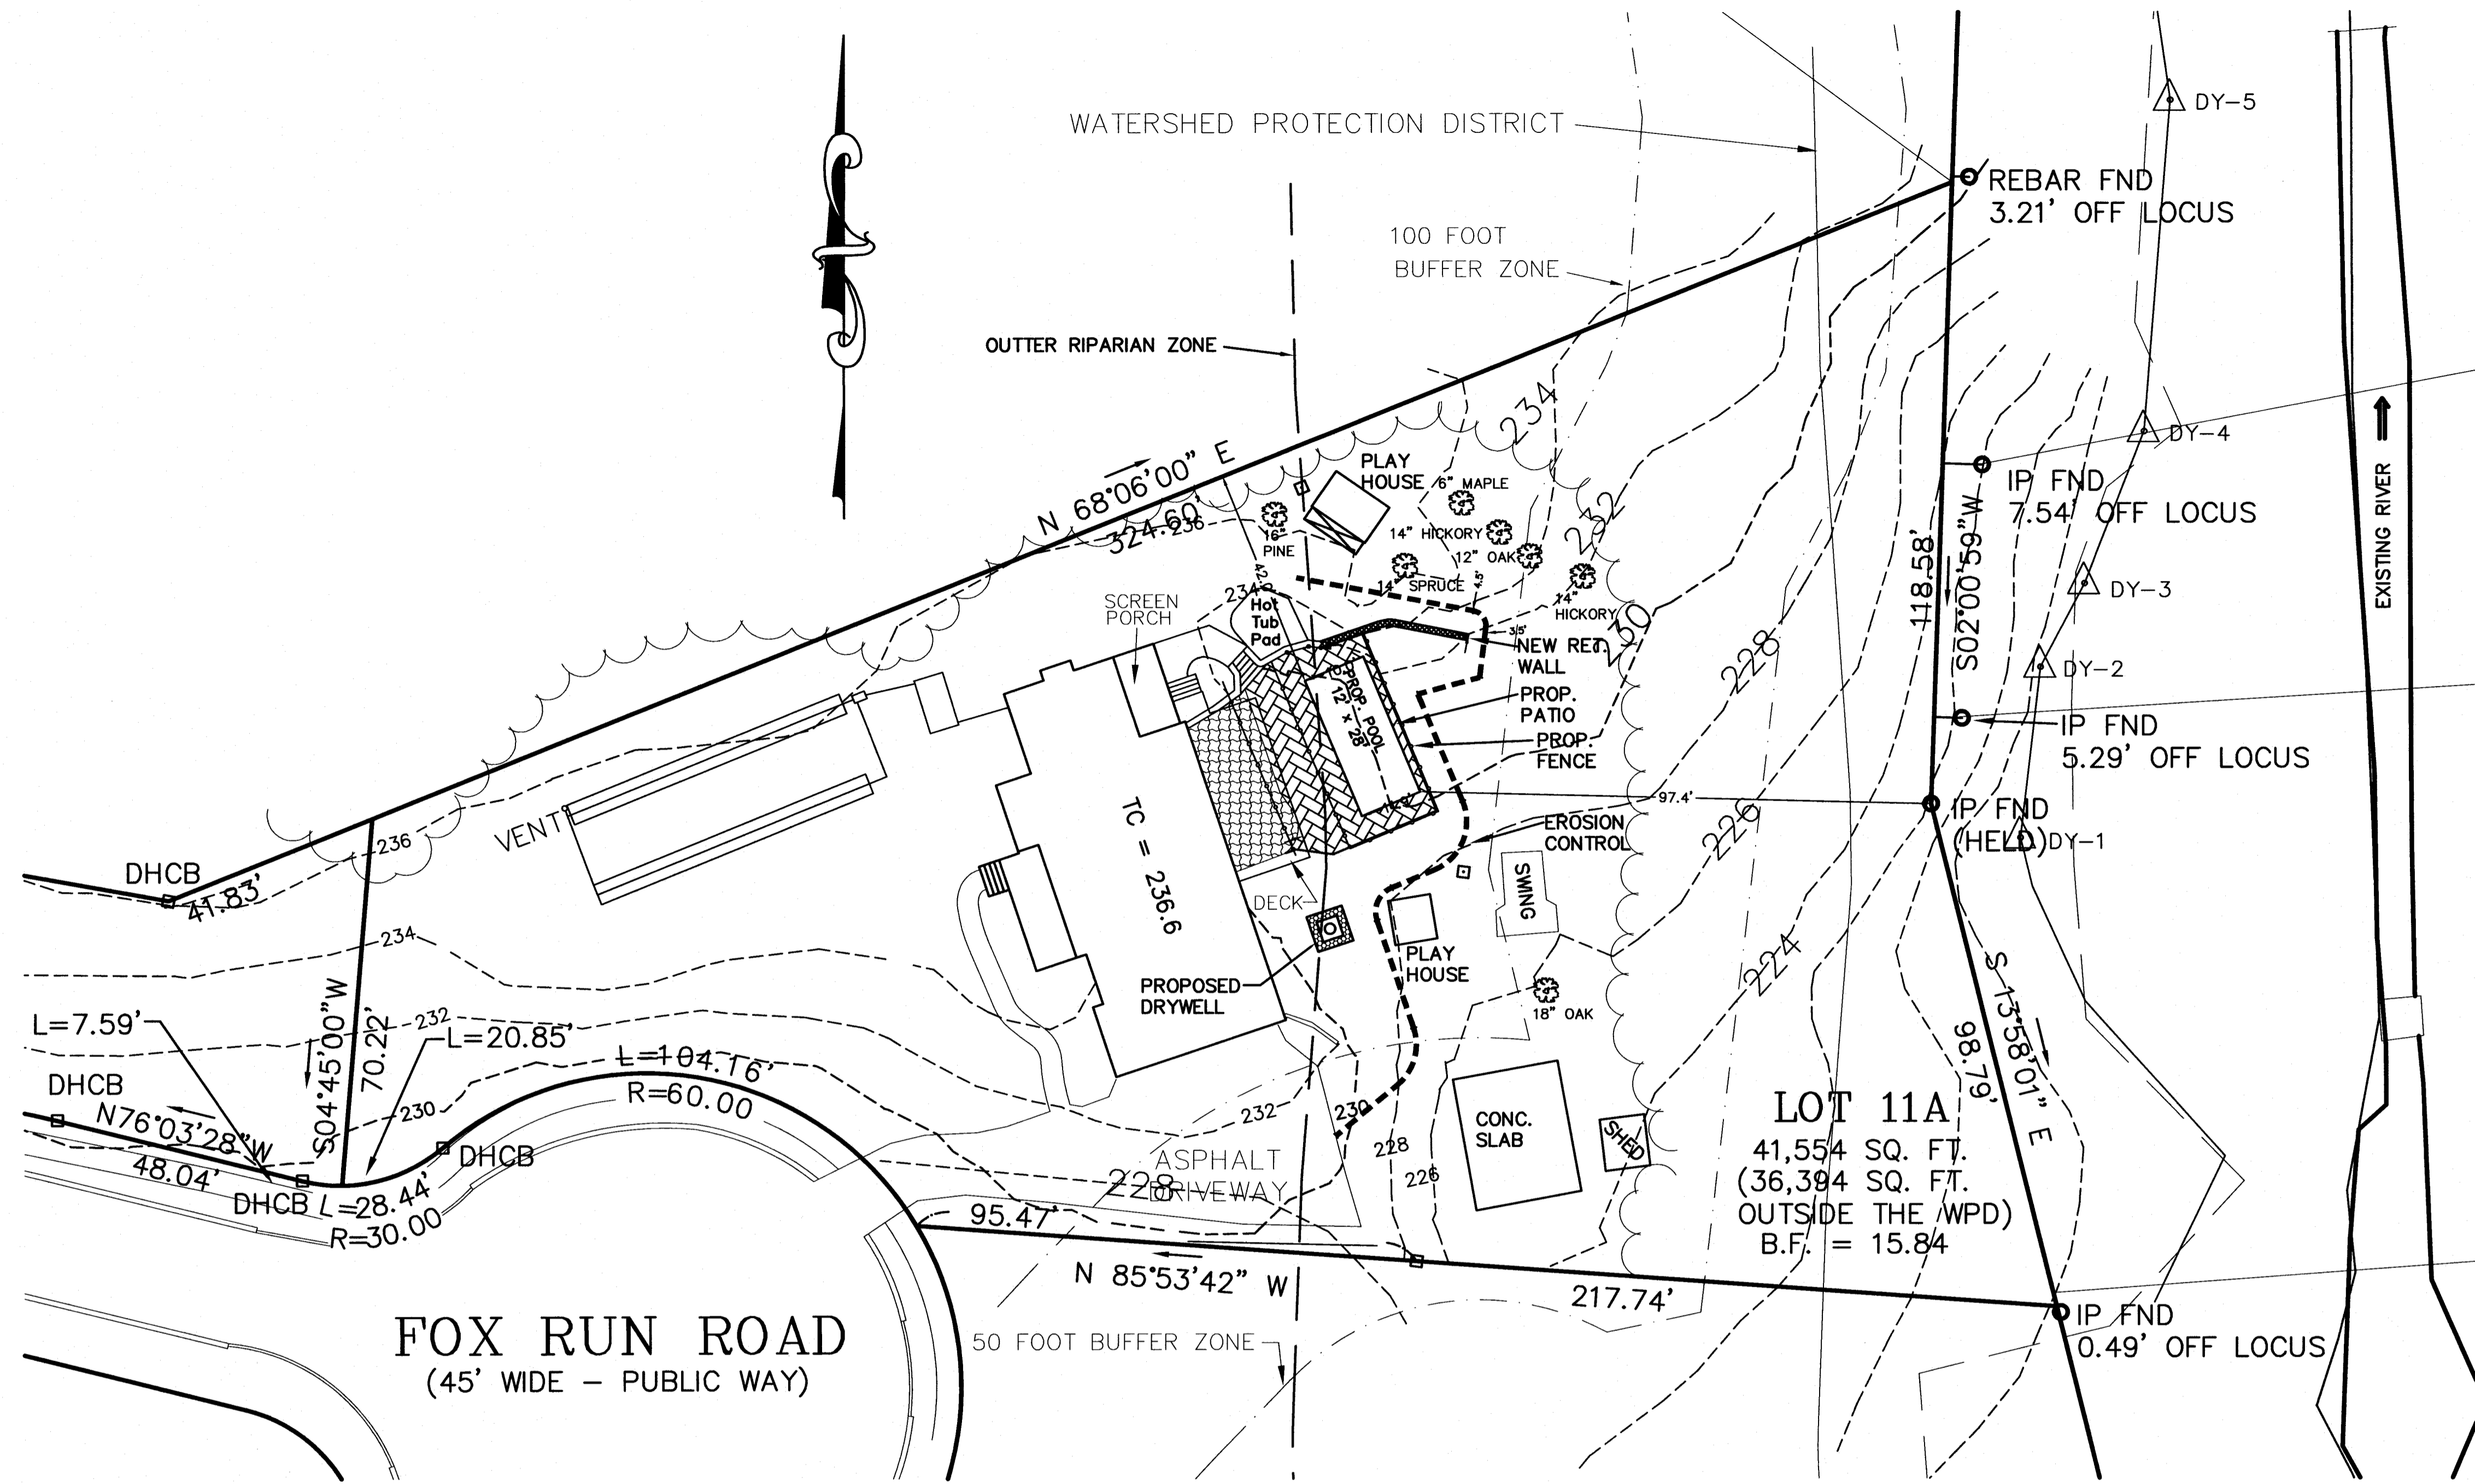 DY-5
WATERSHED PROTECTION DISTRICT
REBAR FND
3.21' OFF LOCUS
100 FOOT
BUFFER ZONE
OUTTER RIPARIAN ZONE
234
DY-4
N 68°06'00" E
324.60'
236
PLAY
HOUSE
6" MAPLE
16"
PINE
14" HICKORY
12" OAK
14" SPRUCE
4.5'
14"
HICKORY
232
IP FND
7.54' OFF LOCUS
EXISTING RIVER
118.58'
S02°00'59"W
DY-3
SCREEN
PORCH
234
Hot
Tub
Pad
3.5'
230
NEW RET.
WALL
228
DY-2
PROP. POOL
12' x 28'
PROP.
PATIO
PROP.
FENCE
IP FND
5.29' OFF LOCUS
97.4'
IP FND
(HELD)
DY-1
226
EROSION
CONTROL
VENT
TC = 236.6
236
DHCB
41.83'
SWING
DECK
234
PLAY
HOUSE
224
PROPOSED
DRYWELL
18" OAK
S 13°58'01" E
98.79'
L=7.59'
S04°45'00"W
70.22'
232
L=20.85'
L=104.16'
R=60.00
DHCB
N76°03'28"W
48.04'
230
DHCB
DHCB
L=28.44'
R=30.00
232
230
228
226
CONC.
SLAB
SHED
LOT 11A
41,554 SQ. FT.
(36,394 SQ. FT.
OUTSIDE THE WPD)
B.F. = 15.84
ASPHALT
DRIVEWAY
228
95.47'
N 85°53'42" W
217.74'
IP FND
0.49' OFF LOCUS
FOX RUN ROAD
(45' WIDE – PUBLIC WAY)
50 FOOT BUFFER ZONE